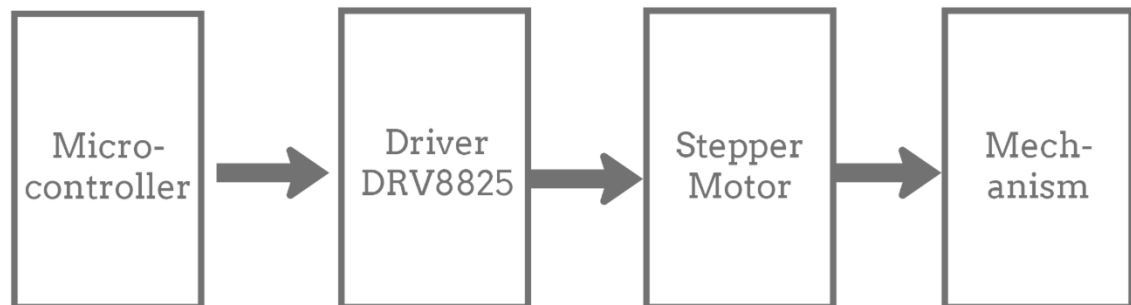 Micro-
controller
Driver
DRV8825
Stepper
Motor
Mech-
anism